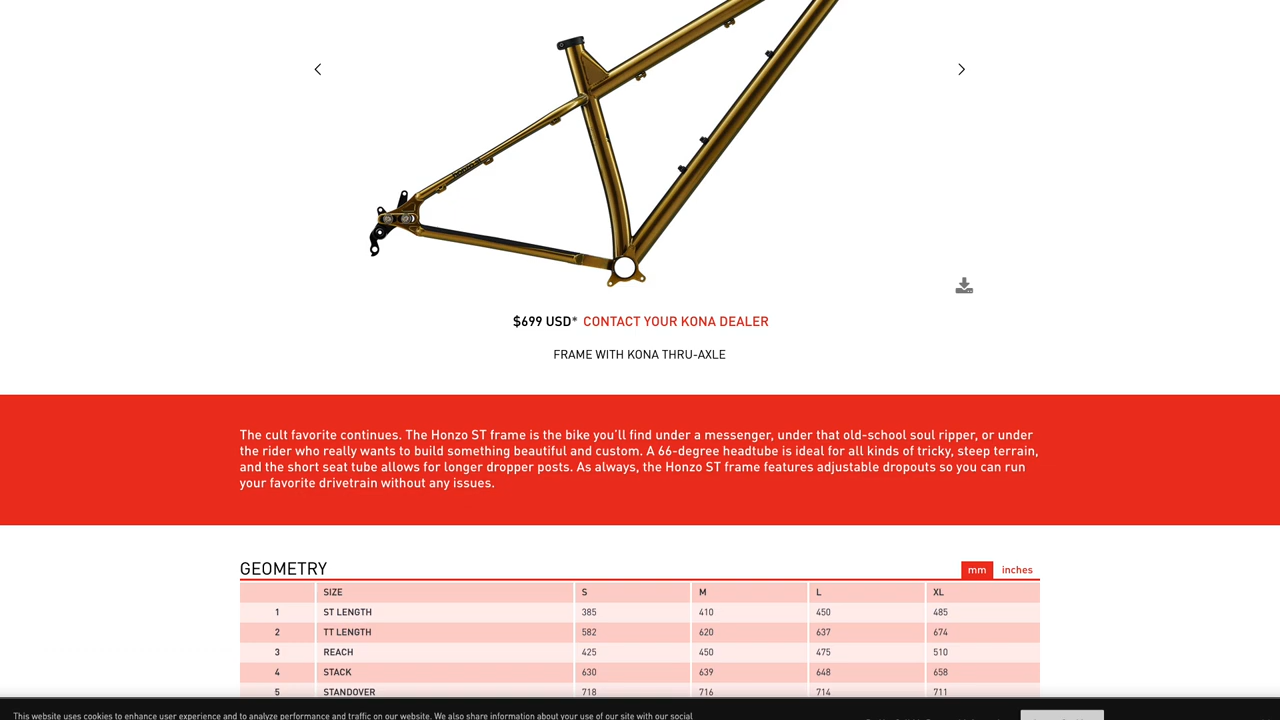 $699 USD* CONTACT YOUR KONA DEALER
FRAME WITH KONA THRU-AXLE
The cult favorite continues. The Honzo ST frame is the bike you'll find under a messenger, under that old-school soul ripper, or under
the rider who really wants to build something beautiful and custom. A 66-degree headtube is ideal for all kinds of tricky, steep terrain,
and the short seat tube allows for longer dropper posts. As always, the Honzo ST frame features adjustable dropouts so you can run
your favorite drivetrain without any issues.
GEOMETRY mm inches
SIZE S M L XL
1 ST LENGTH 385 410 450 485
2 TT LENGTH 582 620 637 674
3 REACH 425 450 475 510
4 STACK 630 639 648 658
5 STANDOVER 718 716 714 711
This website uses cookies to enhance user experience and to analyze performance and traffic on our website. We also share information about your use of our site with our social